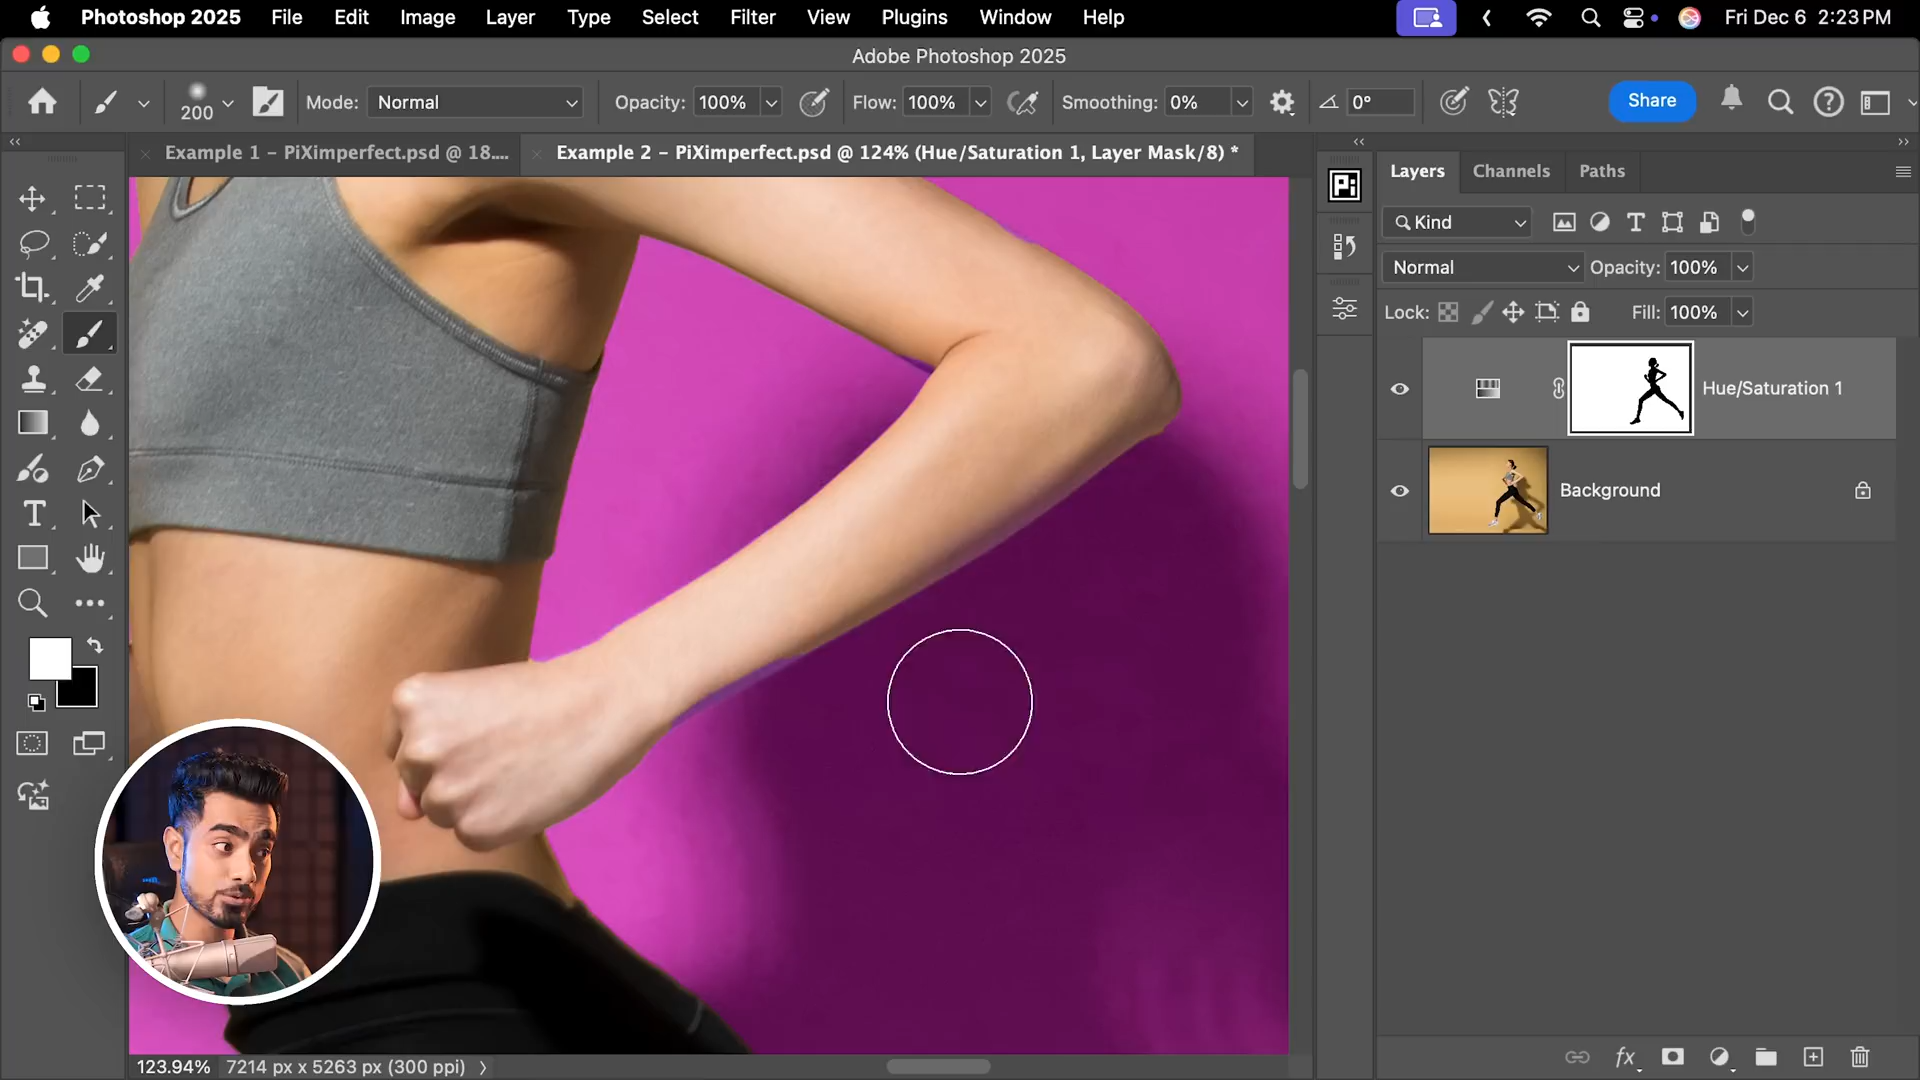 Photoshop 2025 File Edit Image Layer Type Select Filter View Plugins Window Help Fri Dec 6 2:23 PM
Adobe Photoshop 2025
200 Mode: Normal Opacity: 100% Flow: 100% Smoothing: 0% 0° Share
Example 1 – PiXimperfect.psd @ 18.... Example 2 – PiXimperfect.psd @ 124% (Hue/Saturation 1, Layer Mask/8) *
Pi
Layers Channels Paths
Kind
Normal Opacity: 100%
Lock: Fill: 100%
Hue/Saturation 1
Background
123.94% 7214 px x 5263 px (300 ppi)
fx